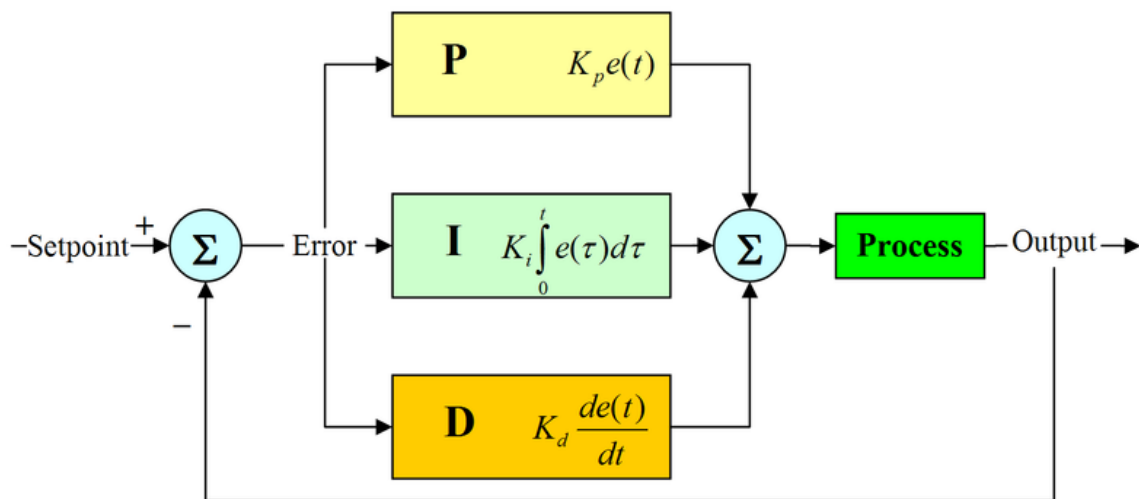 P K_p e(t)
+
–Setpoint Σ Error I K_i ∫_0^t e(τ)dτ Σ Process Output
–
D K_d de(t)/dt